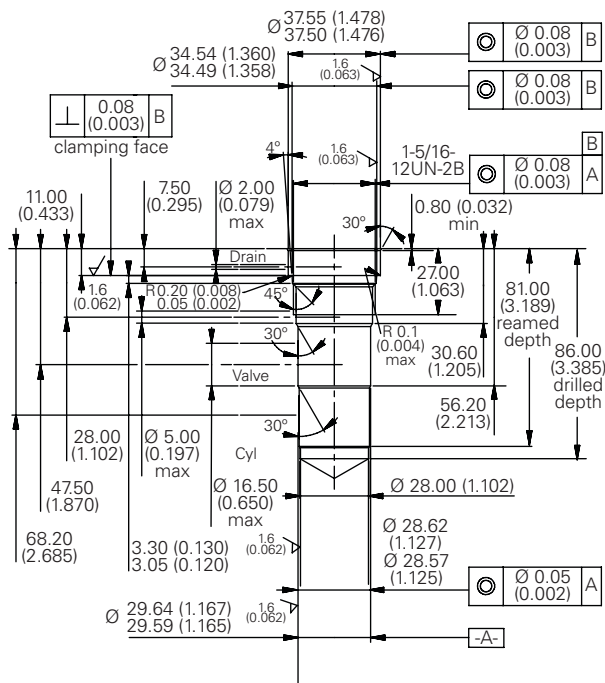 Ø 37.55 (1.478)
37.50 (1.476)
Ø 34.54 (1.360)
34.49 (1.358)
1.6
(0.063)
Ø 0.08
(0.003) B
Ø 0.08
(0.003) B
⊥ 0.08
(0.003) B
clamping face
4°
1.6
(0.063)
1-5/16-
12UN-2B
B
Ø 0.08
(0.003) A
11.00
(0.433)
7.50
(0.295)
Ø 2.00
(0.079)
max
30°
0.80 (0.032)
min
Drain
1.6
(0.062)
R 0.20 (0.008)
0.05 (0.002)
45°
27.00
(1.063)
81.00
(3.189)
reamed
depth
R 0.1
(0.004)
max
30°
30.60
(1.205)
86.00
(3.385)
drilled
depth
Valve
56.20
(2.213)
30°
28.00
(1.102)
Ø 5.00
(0.197)
max
Cyl
47.50
(1.870)
Ø 16.50
(0.650)
max
Ø 28.00 (1.102)
68.20
(2.685)
3.30 (0.130)
3.05 (0.120)
1.6
(0.062)
Ø 28.62
(1.127)
Ø 28.57
(1.125)
Ø 0.05
(0.002) A
Ø 29.64 (1.167)
29.59 (1.165)
1.6
(0.062)
-A-